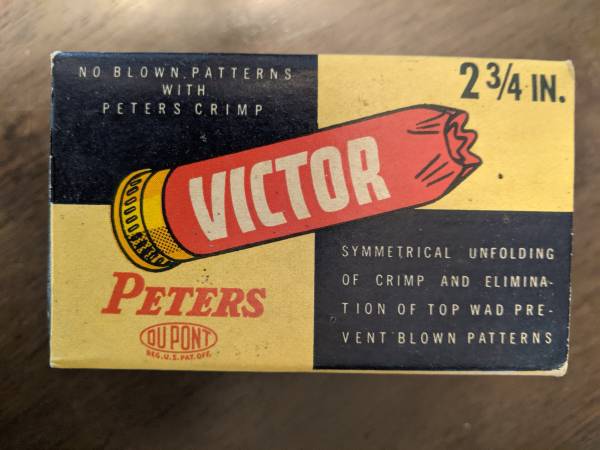 NO BLOWN PATTERNS
WITH
PETERS CRIMP
2 3/4 IN.
VICTOR
SYMMETRICAL UNFOLDING
OF CRIMP AND ELIMINA-
TION OF TOP WAD PRE-
VENT BLOWN PATTERNS
PETERS
DU PONT
REG. U.S. PAT. OFF.